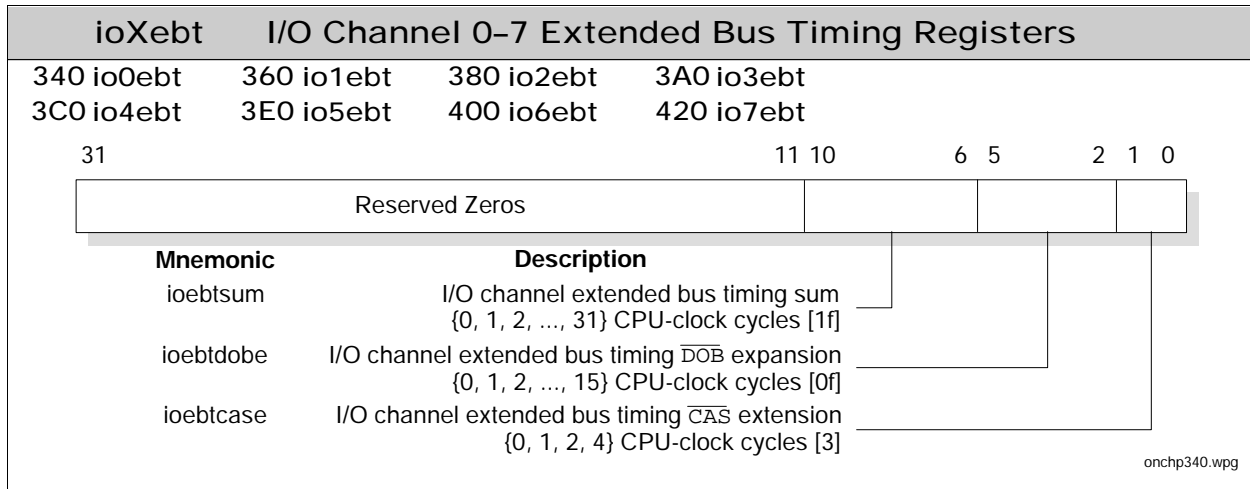 ioXebt I/O Channel 0–7 Extended Bus Timing Registers
340 io0ebt 360 io1ebt 380 io2ebt 3A0 io3ebt
3C0 io4ebt 3E0 io5ebt 400 io6ebt 420 io7ebt
31 11 10 6 5 2 1 0
Reserved Zeros
Mnemonic Description
ioebtsum I/O channel extended bus timing sum
{0, 1, 2, ..., 31} CPU-clock cycles [1f]
ioebtdobe I/O channel extended bus timing DOB expansion
{0, 1, 2, ..., 15} CPU-clock cycles [0f]
ioebtcase I/O channel extended bus timing CAS extension
{0, 1, 2, 4} CPU-clock cycles [3]
onchp340.wpg